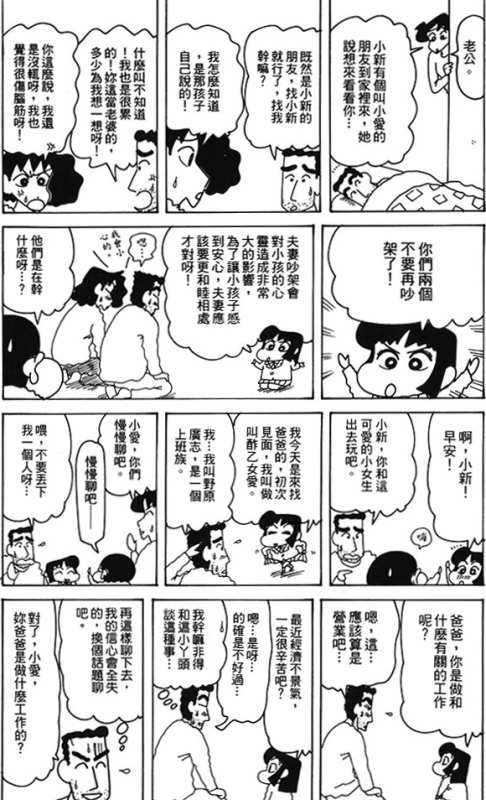 老公。
小新有個叫小愛的
朋友到家裡來，她
說想來看看你…
既然是小新的
朋友，找小新
就行了，找我
幹嘛？
我怎麼知道
，是那孩子
自己說的！
什麼叫不知道
！我也是很累
的！妳這當老婆的，
多少為我想一想呀！
你這麼說，我還
是沒輒呀，我也
覺得很傷腦筋呀！
你們兩個
不要再吵
架了！
夫妻吵架會
對小孩的心
靈造成非常
大的影響，
為了讓小孩子感
到安心，夫妻應
該要更和睦相處
才對呀！
嗯…
我會小
心的。
他們是在幹
什麼呀…？
啊，小新！
早安！
嗨
小新，你和這
可愛的小女生
出去玩吧。
我今天是來找
爸爸的，初次
見面，我叫做
酢乙女愛。
我…我叫野原
廣志，是一個
上班族。
小愛，你們
慢慢聊吧。
慢慢聊吧——
喂，不要丟下
我一個人呀…
爸爸，你是做和
什麼有關的工作
呢？
嗯，這…
應該算是
營業吧。
最近經濟不景氣，
一定很辛苦吧？
嗯…是呀…
的確是不好過…
我幹嘛非得
和這小丫頭
談這種事…
再這樣聊下去，
我的信心會全失
的，換個話題聊
吧。
對了，小愛，
妳爸爸是做什麼工作的？